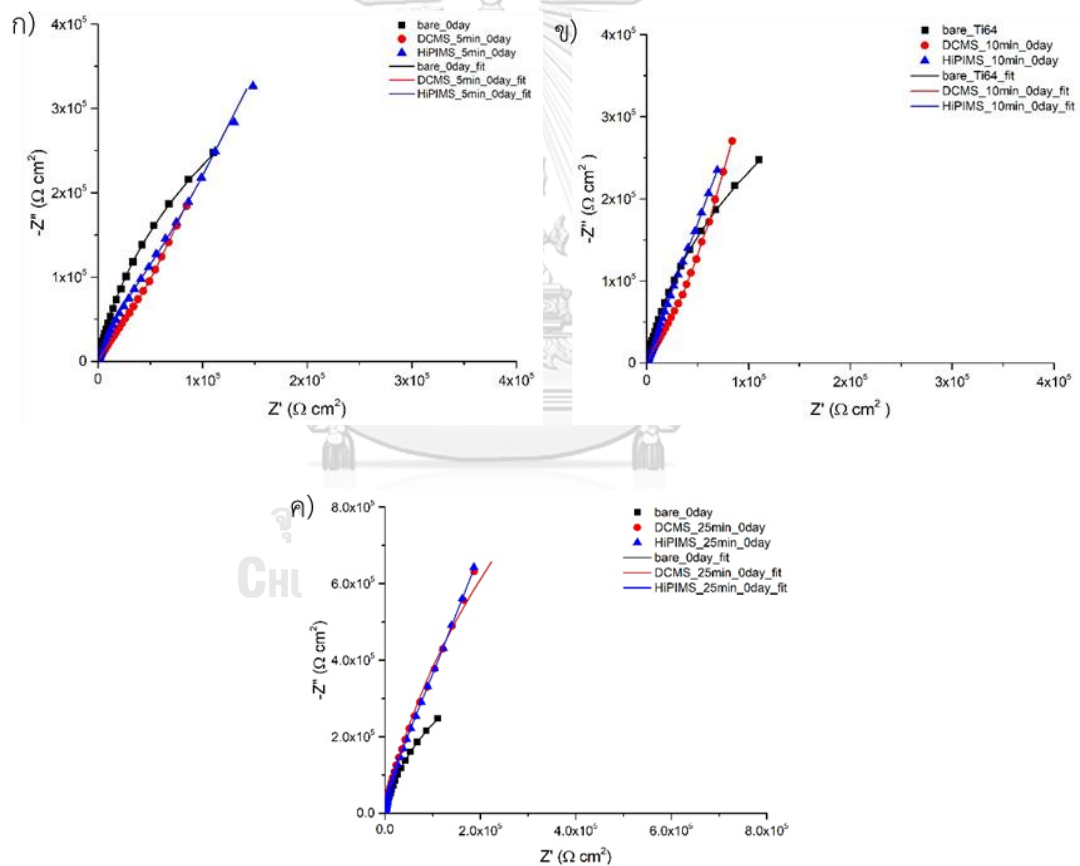 ก)
4x10⁵
3x10⁵
2x10⁵
1x10⁵
0
-Z" (Ω cm²)
0
1x10⁵
2x10⁵
3x10⁵
4x10⁵
Z' (Ω cm²)
bare_0day
DCMS_5min_0day
HiPIMS_5min_0day
bare_0day_fit
DCMS_5min_0day_fit
HiPIMS_5min_0day_fit
ข)
4x10⁵
3x10⁵
2x10⁵
1x10⁵
0
-Z" (Ω cm² )
0
1x10⁵
2x10⁵
3x10⁵
4x10⁵
Z' (Ω cm² )
bare_Ti64
DCMS_10min_0day
HiPIMS_10min_0day
bare_Ti64_fit
DCMS_10min_0day_fit
HiPIMS_10min_0day_fit
ค)
8.0x10⁵
6.0x10⁵
4.0x10⁵
2.0x10⁵
0.0
-Z" (Ω cm²)
0.0
2.0x10⁵
4.0x10⁵
6.0x10⁵
8.0x10⁵
Z' (Ω cm²)
bare_0day
DCMS_25min_0day
HiPIMS_25min_0day
bare_0day_fit
DCMS_25min_0day_fit
HiPIMS_25min_0day_fit
จุ
CHU